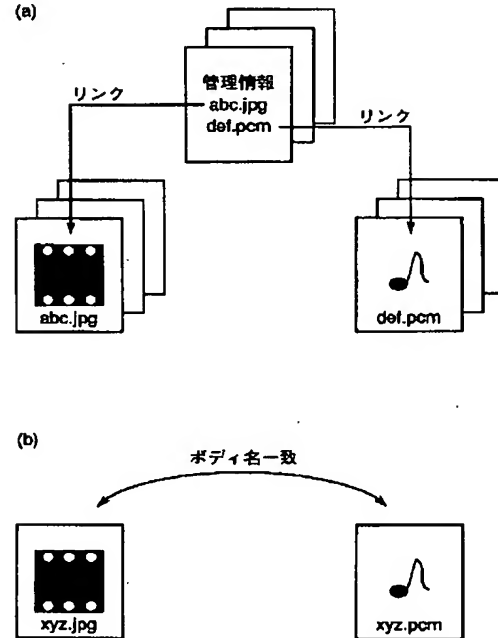 (a)
管理情報
abc.jpg
def.pcm
リンク
リンク
abc.jpg
def.pcm
(b)
ボディ名一致
xyz.jpg
xyz.pcm